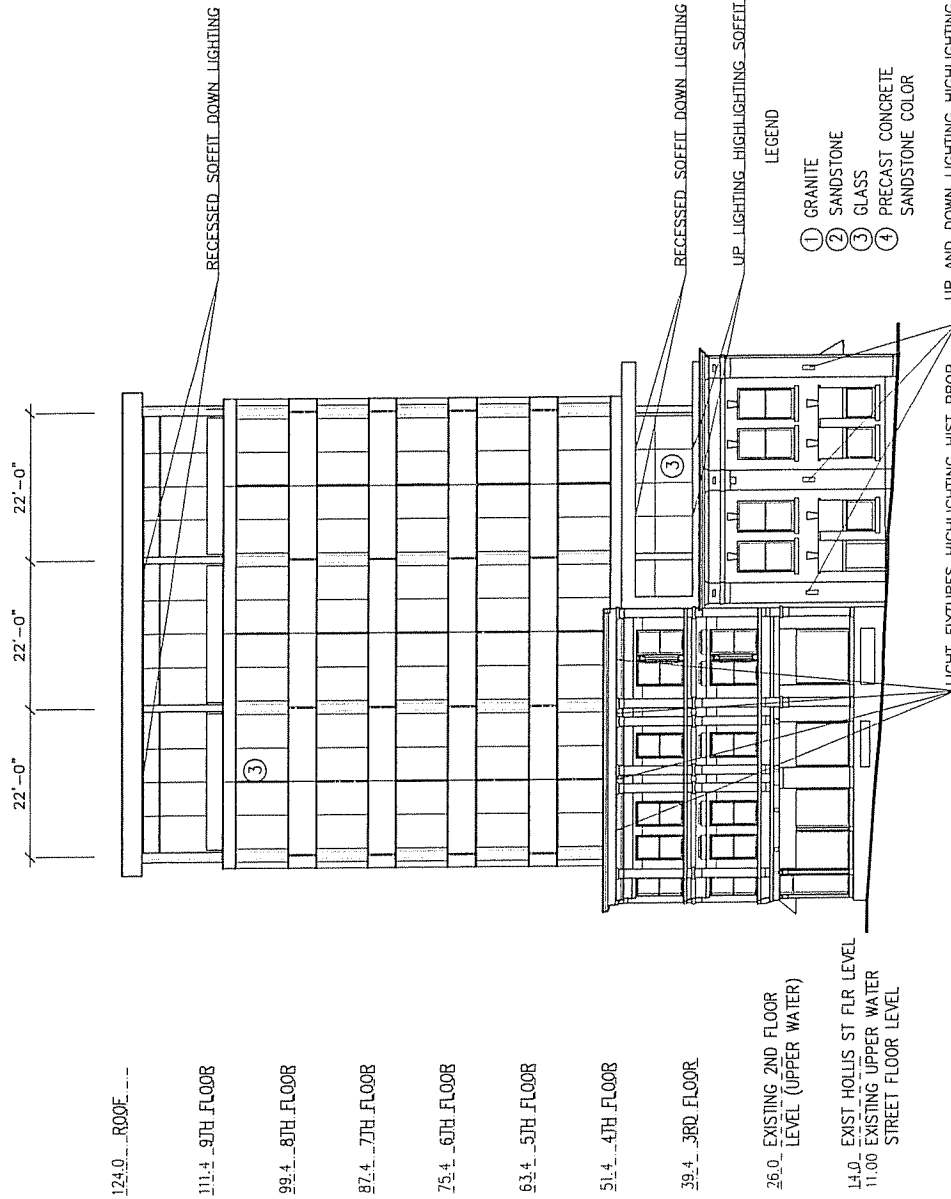 22'-0"
22'-0"
22'-0"
124.0 ROOF
111.4 9TH FLOOR
99.4 8TH FLOOR
87.4 7TH FLOOR
75.4 6TH FLOOR
63.4 5TH FLOOR
51.4 4TH FLOOR
39.4 3RD FLOOR
26.0 EXISTING 2ND FLOOR
LEVEL (UPPER WATER)
14.0 EXIST HOLLIS ST FLR LEVEL
11.00 EXISTING UPPER WATER
STREET FLOOR LEVEL
3
3
RECESSED SOFFIT DOWN LIGHTING
RECESSED SOFFIT DOWN LIGHTING
UP LIGHTING HIGHLIGHTING SOFFIT
LEGEND
1 GRANITE
2 SANDSTONE
3 GLASS
4 PRECAST CONCRETE
SANDSTONE COLOR
LIGHT FIXTURES HIGHLIGHTING HIST PROP
UP AND DOWN LIGHTING HIGHLIGHTING